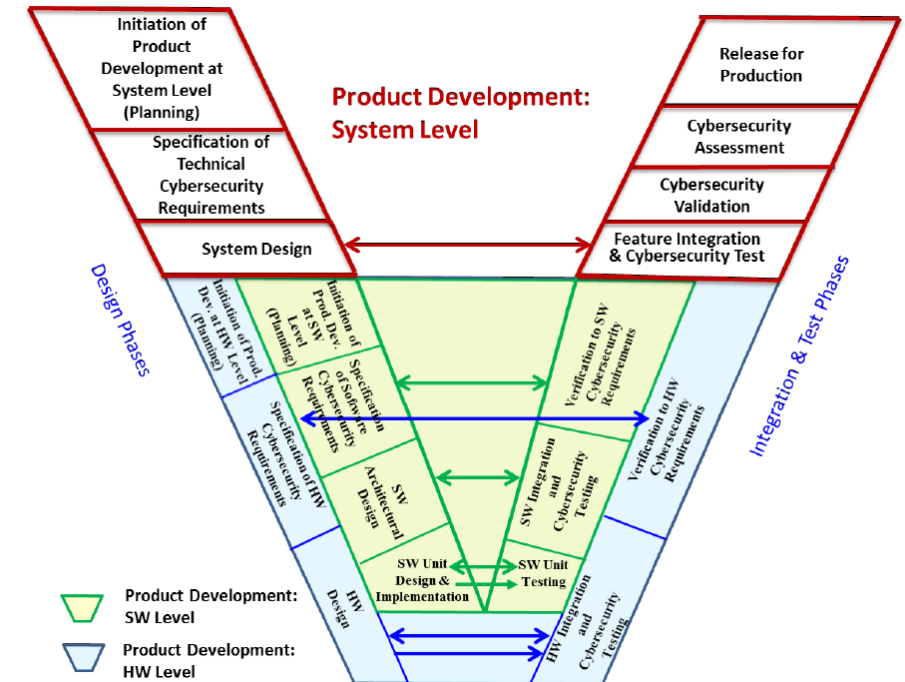 Initiation of
Product
Development at
System Level
(Planning)
Specification of
Technical
Cybersecurity
Requirements
System Design
Product Development:
System Level
Release for
Production
Cybersecurity
Assessment
Cybersecurity
Validation
Feature Integration
& Cybersecurity Test
Design Phases
Integration & Test Phases
Initiation of Prod.
Dev. at HW Level
(Planning)
Initiation of
Prod. Dev.
at SW
Level
(Planning)
Specification
of Sofware
Cybersecurity
Requirements
Specification of HW
Cybersecurity
Requirements
SW
Architectural
Design
SW Unit
Design &
Implementation
HW
Design
Verification to SW
Cybersecurity
Requirements
Verification to HW
Cybersecurity
Requirements
SW Integration
and
Cybersecurity
Testing
SW Unit
Testing
HW Integration
and
Cybersecurity
Testing
Product Development:
SW Level
Product Development:
HW Level